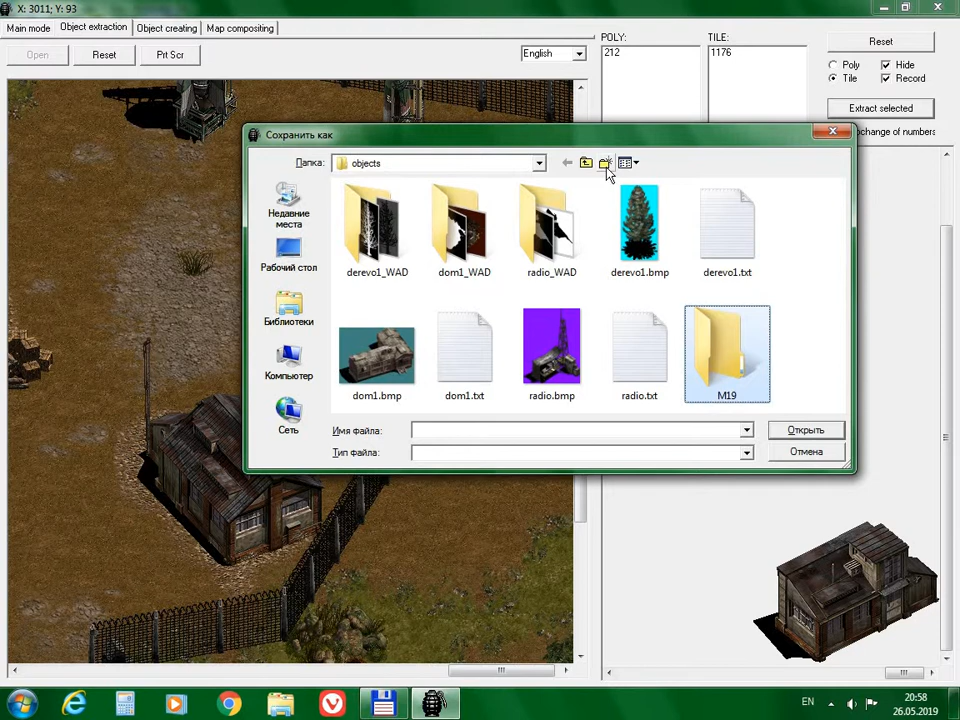 X: 3011; Y: 93
Main mode
Object extraction
Object creating
Map compositing
Open
Reset
Prt Scr
English
POLY:
212
TILE:
1176
Reset
Poly
Hide
Tile
Record
Extract selected
change of numbers
Сохранить как
Папка:
objects
Недавние
места
Рабочий стол
Библиотеки
Компьютер
Сеть
derevo1_WAD
dom1_WAD
radio_WAD
derevo1.bmp
derevo1.txt
dom1.bmp
dom1.txt
radio.bmp
radio.txt
M19
Имя файла:
Открыть
Тип файла:
Отмена
EN
20:58
26.05.2019